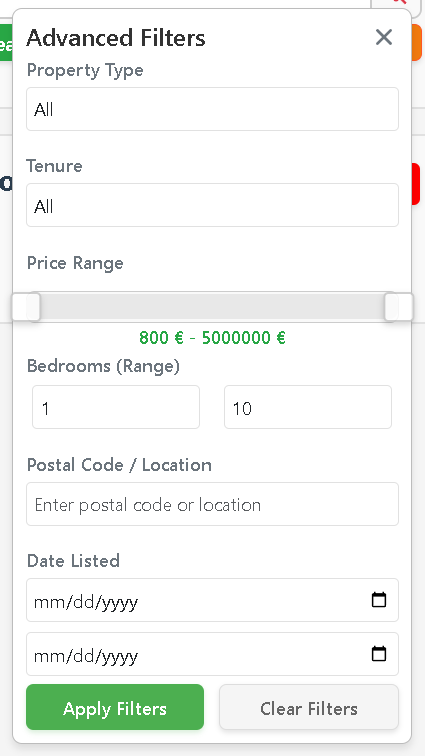 Advanced Filters
Property Type
All
Tenure
All
Price Range
800 € - 5000000 €
Bedrooms (Range)
1 10
Postal Code / Location
Enter postal code or location
Date Listed
mm/dd/yyyy
mm/dd/yyyy
Apply Filters Clear Filters